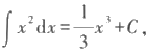 ∫ x² dx = 1/3 x³ + C,